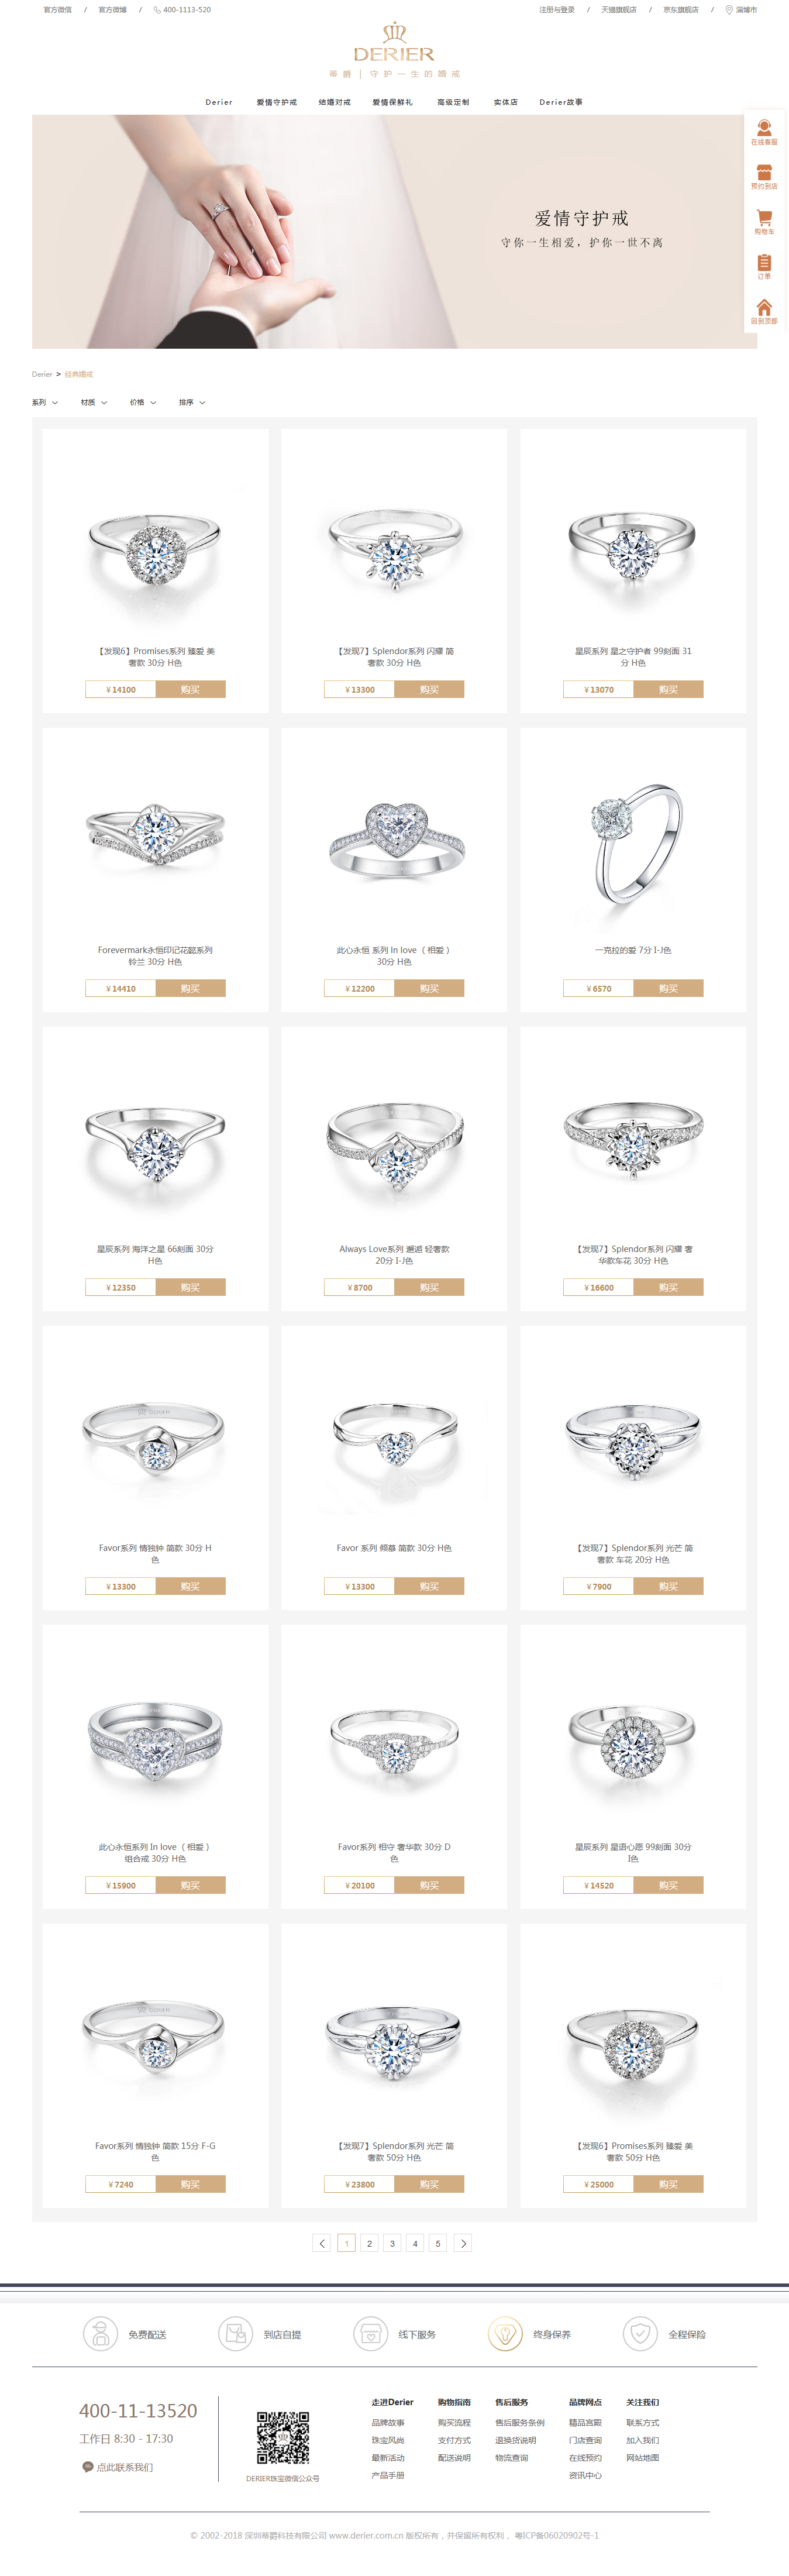 官方微信 / 官方微博 / 400-1113-520
注册与登录 / 天猫旗舰店 / 京东旗舰店 / 淄博市
DERIER
蒂爵 | 守护一生的婚戒
Derier 爱情守护戒 结婚对戒 爱情保鲜礼 高级定制 实体店 Derier故事
在线客服
预约到店
购物车
订单
回到顶部
爱情守护戒
守你一生相爱，护你一世不离
Derier > 经典婚戒
系列 材质 价格 排序
【发现6】Promises系列 臻爱 美
奢款 30分 H色
¥14100 购买
【发现7】Splendor系列 闪耀 简
奢款 30分 H色
¥13300 购买
星辰系列 星之守护者 99刻面 31
分 H色
¥13070 购买
Forevermark永恒印记花懿系列
铃兰 30分 H色
¥14410 购买
此心永恒 系列 In love （ 相爱 ）
30分 H色
¥12200 购买
一克拉的爱 7分 I-J色
¥6570 购买
星辰系列 海洋之星 66刻面 30分
H色
¥12350 购买
Always Love系列 邂逅 轻奢款
20分 I-J色
¥8700 购买
【发现7】Splendor系列 闪耀 奢
华款车花 30分 H色
¥16600 购买
Favor系列 情独钟 简款 30分 H
色
¥13300 购买
Favor 系列 倾慕 简款 30分 H色
¥13300 购买
【发现7】Splendor系列 光芒 简
奢款 车花 20分 H色
¥7900 购买
此心永恒系列 In love （ 相爱 ）
组合戒 30分 H色
¥15900 购买
Favor系列 相守 奢华款 30分 D
色
¥20100 购买
星辰系列 星语心愿 99刻面 30分
I色
¥14520 购买
Favor系列 情独钟 简款 15分 F-G
色
¥7240 购买
【发现7】Splendor系列 光芒 简
奢款 50分 H色
¥23800 购买
【发现6】Promises系列 臻爱 美
奢款 50分 H色
¥25000 购买
1 2 3 4 5
免费配送 到店自提 线下服务 终身保养 全程保险
400-11-13520
工作日 8:30 - 17:30
点此联系我们
DERIER珠宝微信公众号
走进Derier
品牌故事
珠宝风尚
最新活动
产品手册
购物指南
购买流程
支付方式
配送说明
售后服务
售后服务条例
退换货说明
物流查询
品牌网点
精品宫殿
门店查询
在线预约
资讯中心
关注我们
联系方式
加入我们
网站地图
© 2002-2018 深圳蒂爵科技有限公司 www.derier.com.cn 版权所有，并保留所有权利， 粤ICP备06020902号-1